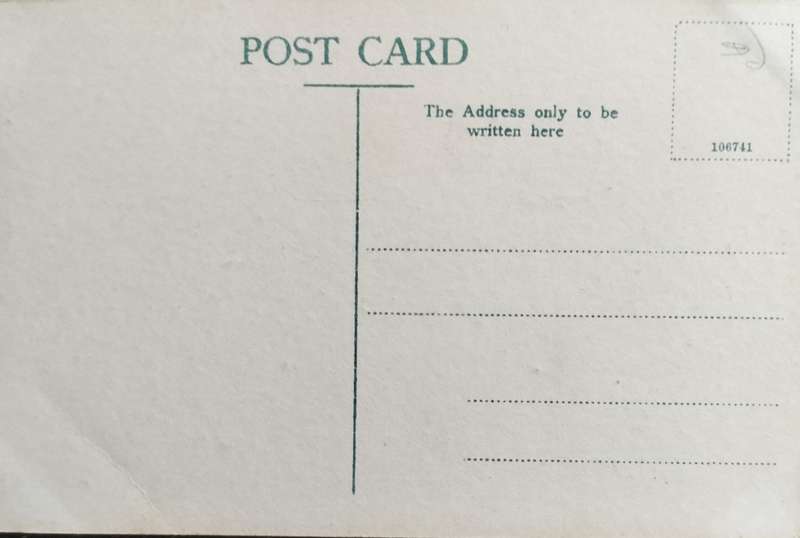 POST CARD
The Address only to be
written here
106741